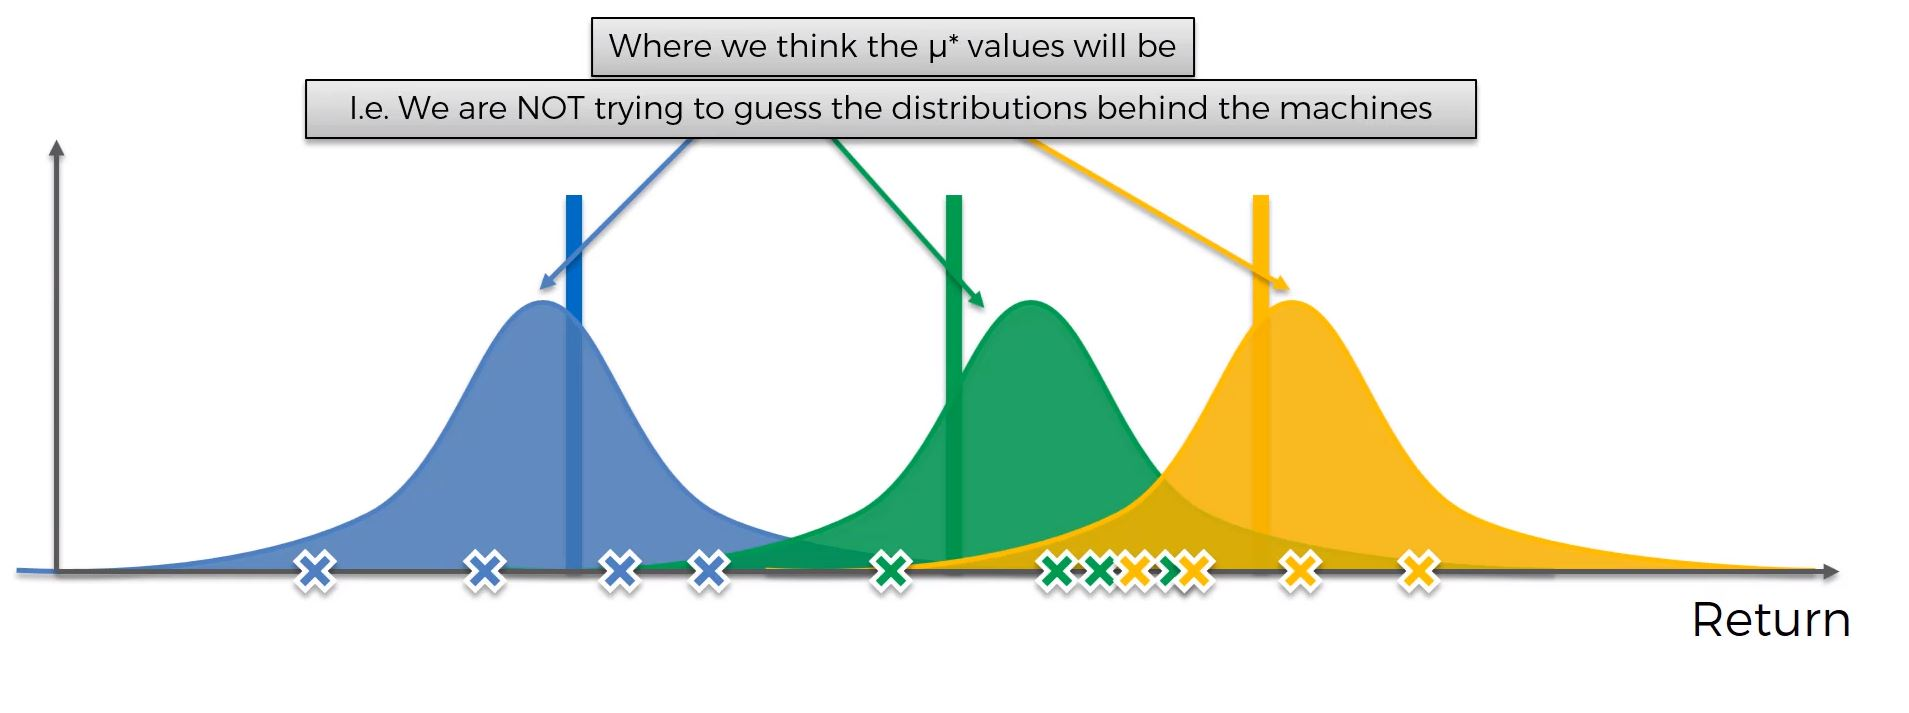 Where we think the μ* values will be
I.e. We are NOT trying to guess the distributions behind the machines
Return